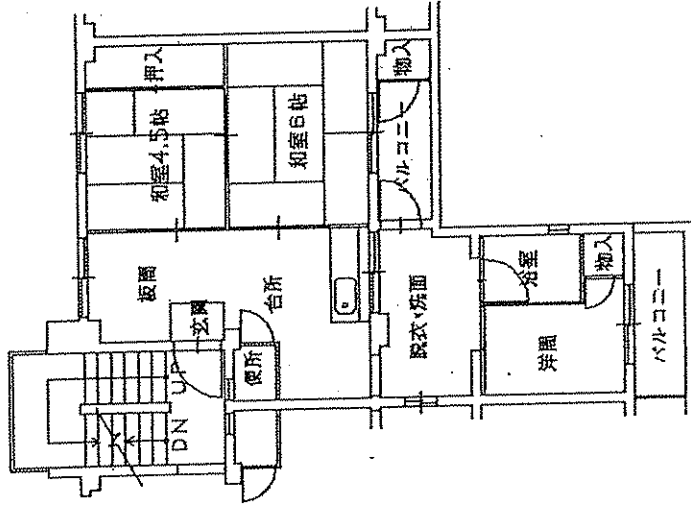 押入
和室4.5帖
和室6帖
物入
バルコニー
板間
玄関
台所
UP
DN
便所
脱衣・洗面
浴室
物入
洋間
バルコニー